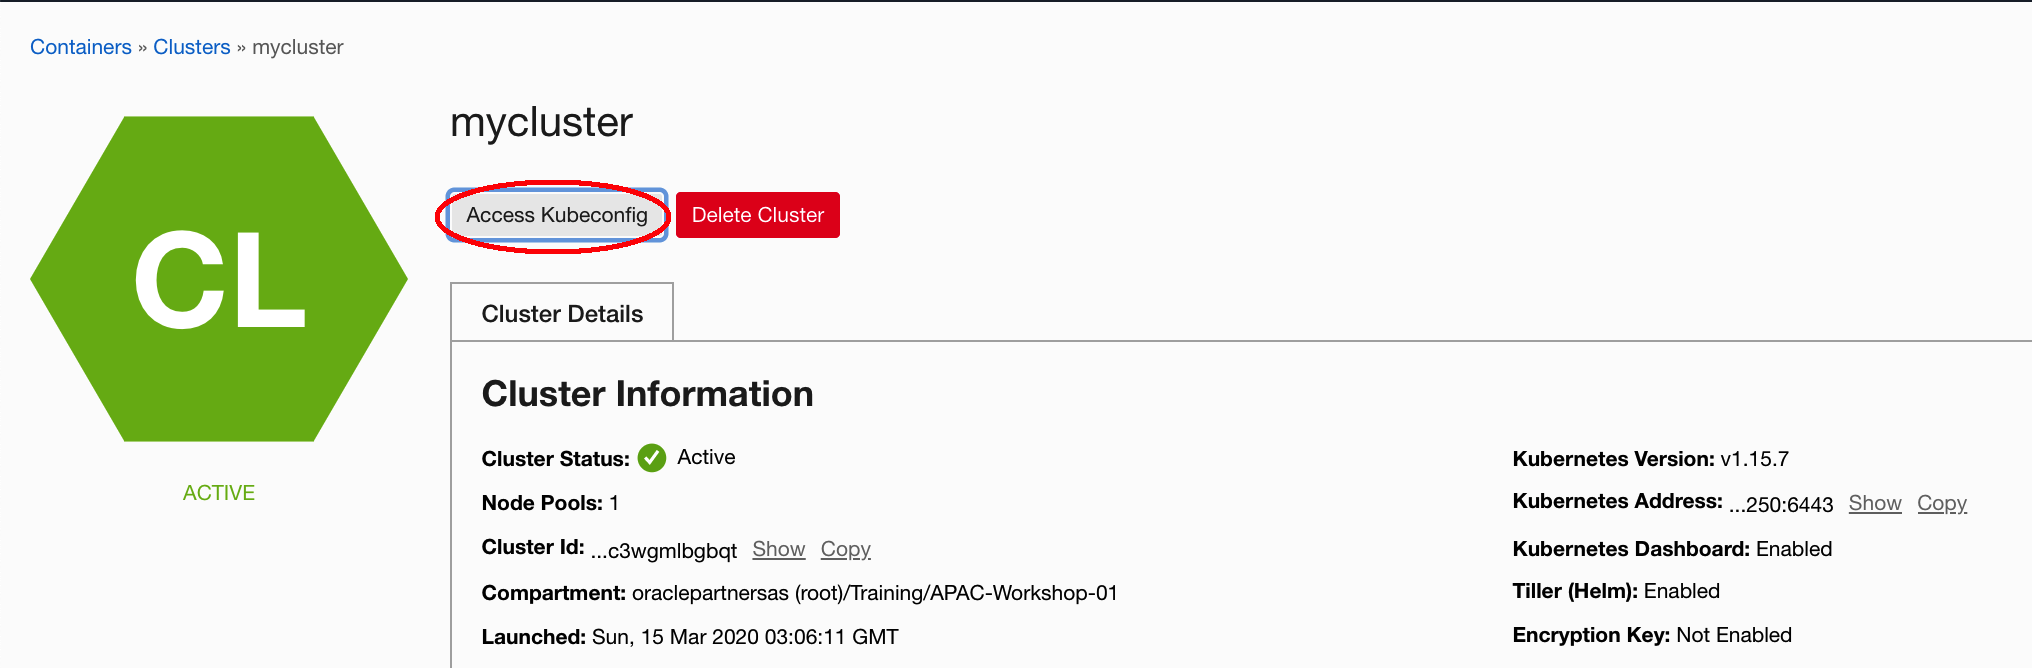 Containers » Clusters » mycluster
mycluster
Access Kubeconfig Delete Cluster
CL
ACTIVE
Cluster Details
Cluster Information
Cluster Status: Active
Node Pools: 1
Cluster Id: ...c3wgmlbgbqt Show Copy
Compartment: oraclepartnersas (root)/Training/APAC-Workshop-01
Launched: Sun, 15 Mar 2020 03:06:11 GMT
Kubernetes Version: v1.15.7
Kubernetes Address: ...250:6443 Show Copy
Kubernetes Dashboard: Enabled
Tiller (Helm): Enabled
Encryption Key: Not Enabled